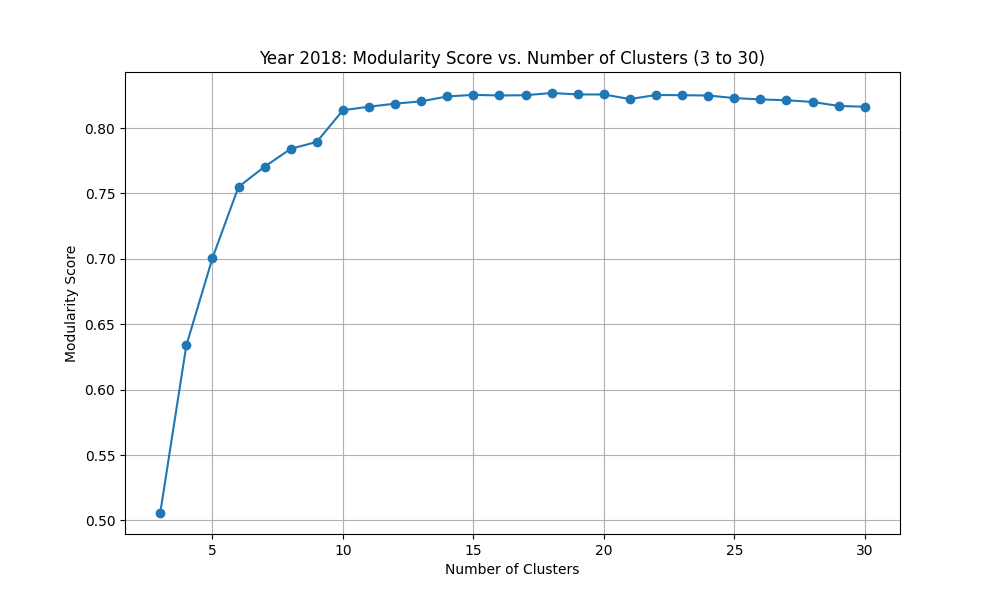 Year 2018: Modularity Score vs. Number of Clusters (3 to 30)
Modularity Score
0.80
0.75
0.70
0.65
0.60
0.55
0.50
5 10 15 20 25 30
Number of Clusters